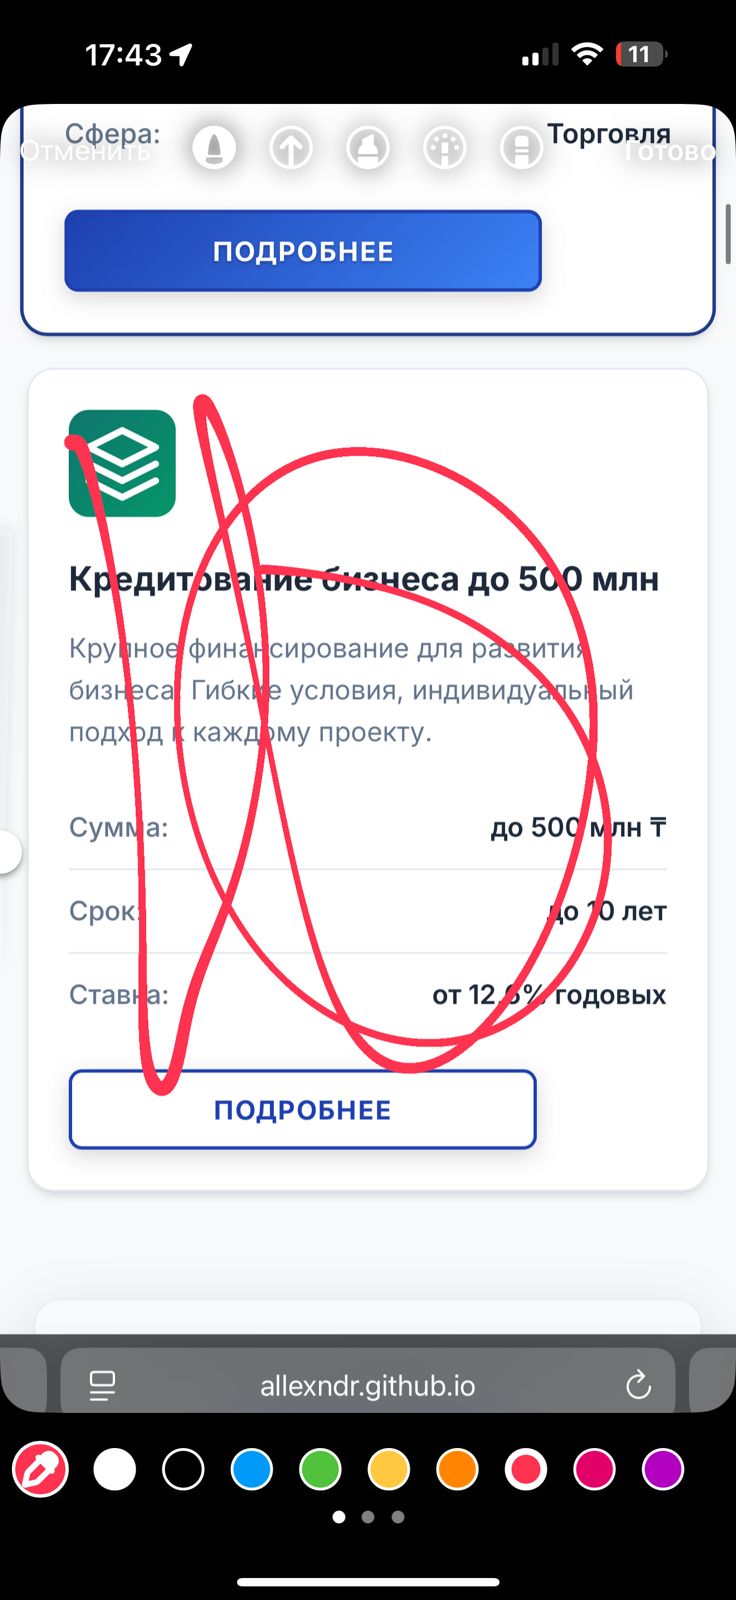 17:43
11
Сфера:
Торговля
Отменить
Готово
ПОДРОБНЕЕ
Кредитование бизнеса до 500 млн
Крупное финансирование для развития
бизнеса. Гибкие условия, индивидуальный
подход к каждому проекту.
Сумма:
до 500 млн ₸
Срок:
до 10 лет
Ставка:
от 12,6% годовых
ПОДРОБНЕЕ
allexndr.github.io